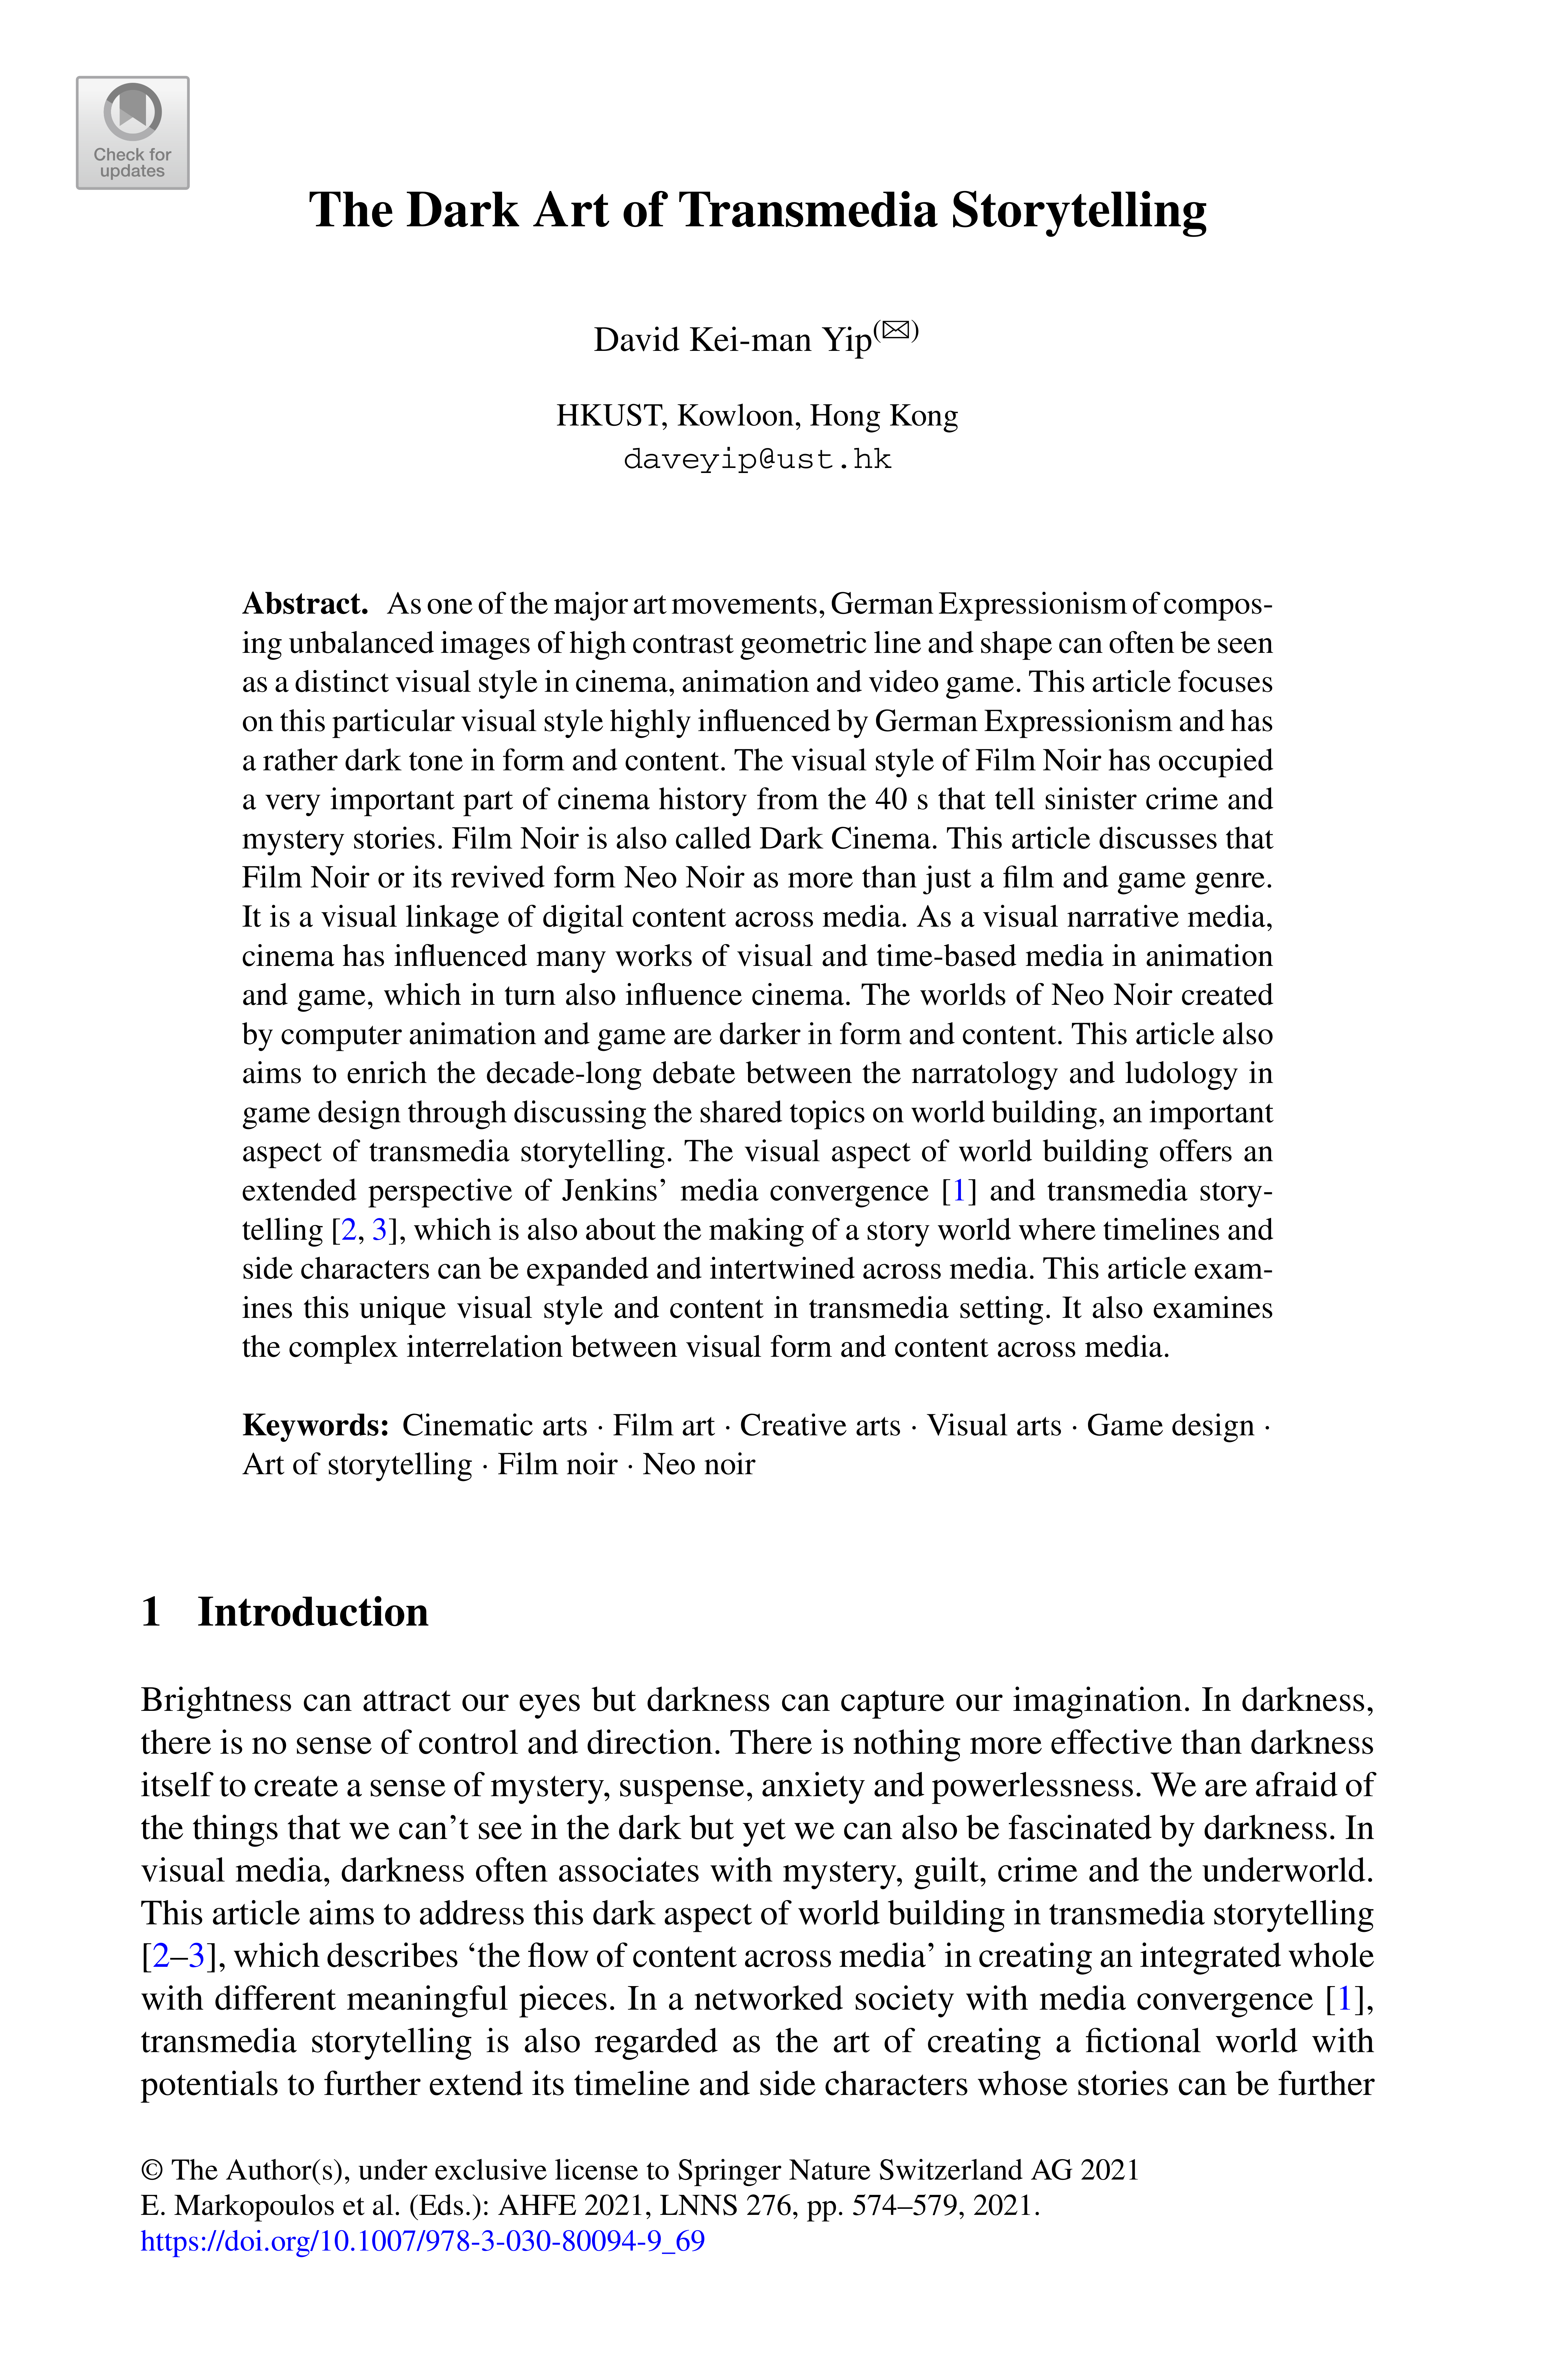 Check for
updates
The Dark Art of Transmedia Storytelling
David Kei-man Yip(✉)
HKUST, Kowloon, Hong Kong
daveyip@ust.hk
Abstract. As one of the major art movements, German Expressionism of compos-
ing unbalanced images of high contrast geometric line and shape can often be seen
as a distinct visual style in cinema, animation and video game. This article focuses
on this particular visual style highly influenced by German Expressionism and has
a rather dark tone in form and content. The visual style of Film Noir has occupied
a very important part of cinema history from the 40 s that tell sinister crime and
mystery stories. Film Noir is also called Dark Cinema. This article discusses that
Film Noir or its revived form Neo Noir as more than just a film and game genre.
It is a visual linkage of digital content across media. As a visual narrative media,
cinema has influenced many works of visual and time-based media in animation
and game, which in turn also influence cinema. The worlds of Neo Noir created
by computer animation and game are darker in form and content. This article also
aims to enrich the decade-long debate between the narratology and ludology in
game design through discussing the shared topics on world building, an important
aspect of transmedia storytelling. The visual aspect of world building offers an
extended perspective of Jenkins’ media convergence [1] and transmedia story-
telling [2, 3], which is also about the making of a story world where timelines and
side characters can be expanded and intertwined across media. This article exam-
ines this unique visual style and content in transmedia setting. It also examines
the complex interrelation between visual form and content across media.
Keywords: Cinematic arts · Film art · Creative arts · Visual arts · Game design ·
Art of storytelling · Film noir · Neo noir
1 Introduction
Brightness can attract our eyes but darkness can capture our imagination. In darkness,
there is no sense of control and direction. There is nothing more effective than darkness
itself to create a sense of mystery, suspense, anxiety and powerlessness. We are afraid of
the things that we can’t see in the dark but yet we can also be fascinated by darkness. In
visual media, darkness often associates with mystery, guilt, crime and the underworld.
This article aims to address this dark aspect of world building in transmedia storytelling
[2–3], which describes ‘the flow of content across media’ in creating an integrated whole
with different meaningful pieces. In a networked society with media convergence [1],
transmedia storytelling is also regarded as the art of creating a fictional world with
potentials to further extend its timeline and side characters whose stories can be further
© The Author(s), under exclusive license to Springer Nature Switzerland AG 2021
E. Markopoulos et al. (Eds.): AHFE 2021, LNNS 276, pp. 574–579, 2021.
https://doi.org/10.1007/978-3-030-80094-9_69